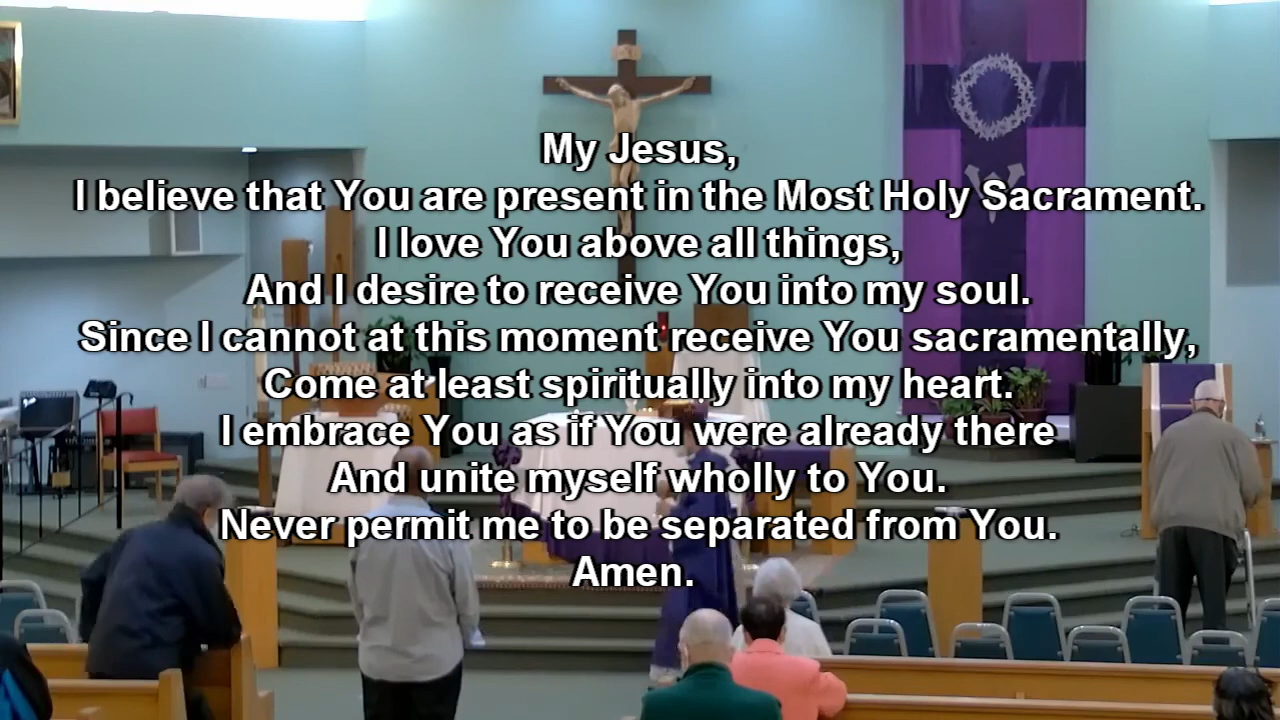 My Jesus,
I believe that You are present in the Most Holy Sacrament.
I love You above all things,
And I desire to receive You into my soul.
Since I cannot at this moment receive You sacramentally,
Come at least spiritually into my heart.
I embrace You as if You were already there
And unite myself wholly to You.
Never permit me to be separated from You.
Amen.